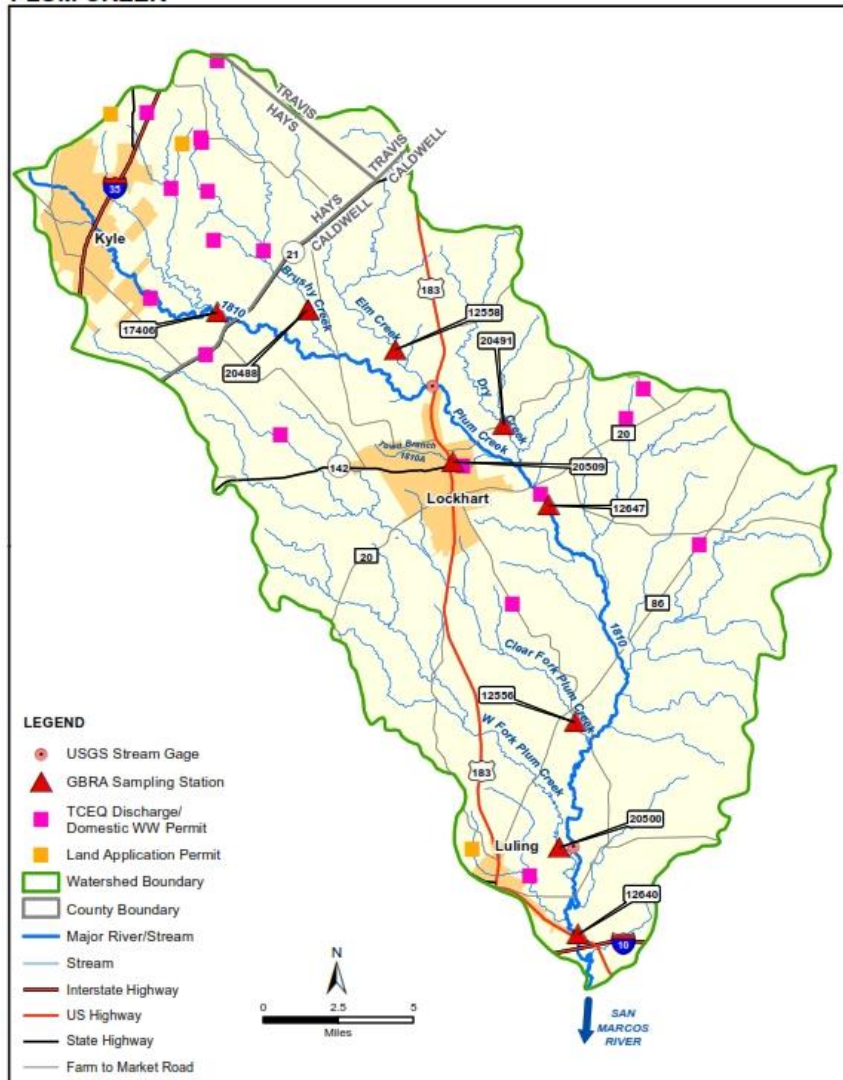 PLUM CREEK
TRAVIS
HAYS
TRAVIS
CALDWELL
HAYS
CALDWELL
35
Kyle
21
Brushy Creek
183
12558
Elm Creek
20491
1810
17406
20488
Dry Creek
Plum Creek
20
Town Branch
1810A
142
20509
Lockhart
12647
20
86
1810
Clear Fork Plum Creek
12556
W Fork Plum Creek
183
20500
Luling
12640
10
LEGEND
USGS Stream Gage
GBRA Sampling Station
TCEQ Discharge/
Domestic WW Permit
Land Application Permit
Watershed Boundary
County Boundary
Major River/Stream
Stream
Interstate Highway
US Highway
State Highway
Farm to Market Road
N
0 2.5 5
Miles
SAN
MARCOS
RIVER